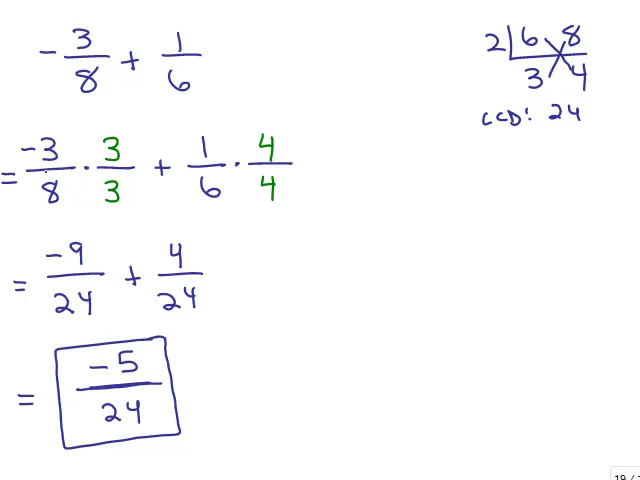 -3/8 + 1/6
2 | 6 8
3 4
LCD: 24
= -3/8 · 3/3 + 1/6 · 4/4
= -9/24 + 4/24
= -5/24